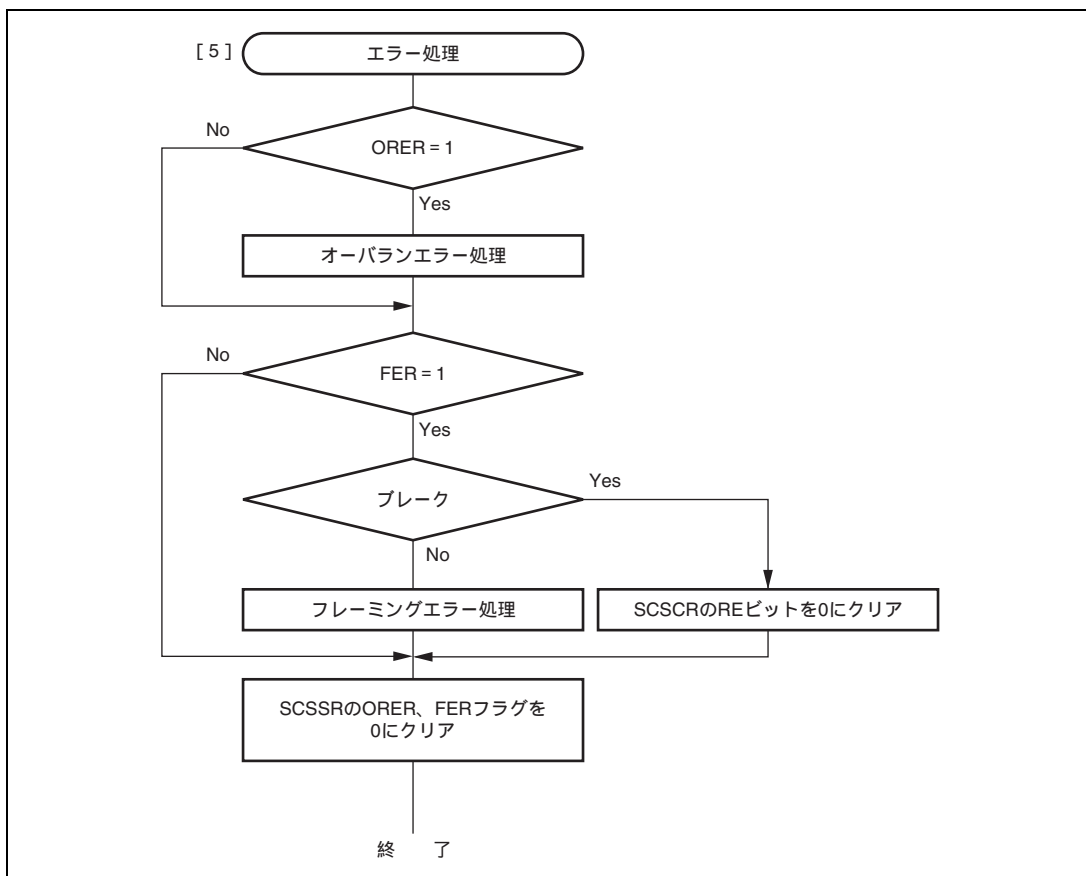 [ 5 ]
エラー処理
No
ORER = 1
Yes
オーバランエラー処理
No
FER = 1
Yes
ブレーク
Yes
No
フレーミングエラー処理
SCSCRのREビットを0にクリア
SCSSRのORER、FERフラグを
0にクリア
終 了